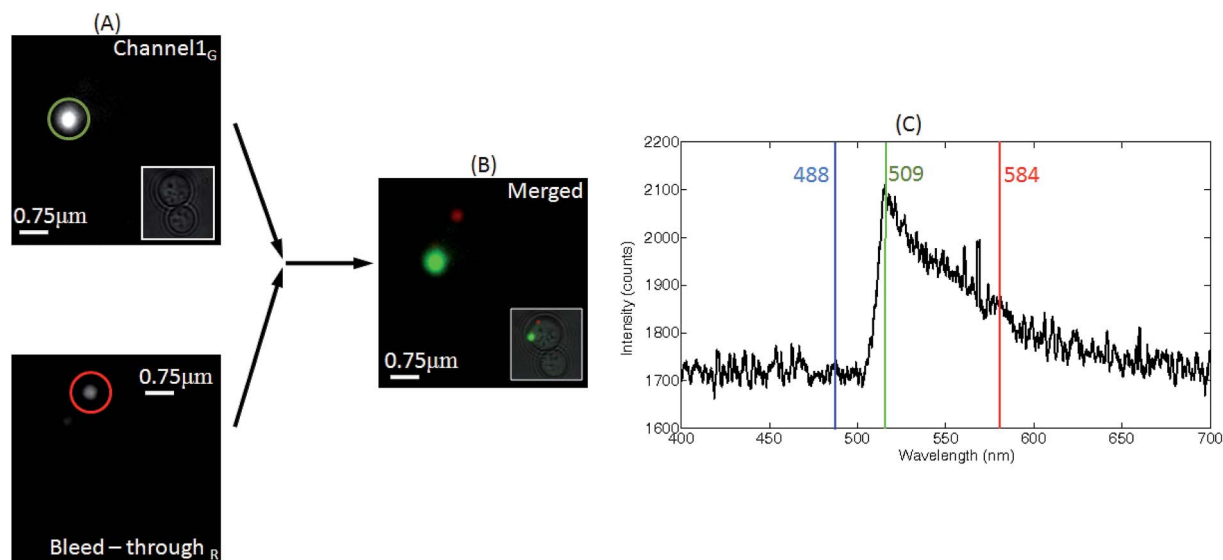 (A)
Channel1G
0.75μm
0.75μm
Bleed – through R
(B)
Merged
0.75μm
(C)
2200
2100
2000
1900
1800
1700
1600
Intensity (counts)
488
509
584
400
450
500
550
600
650
700
Wavelength (nm)